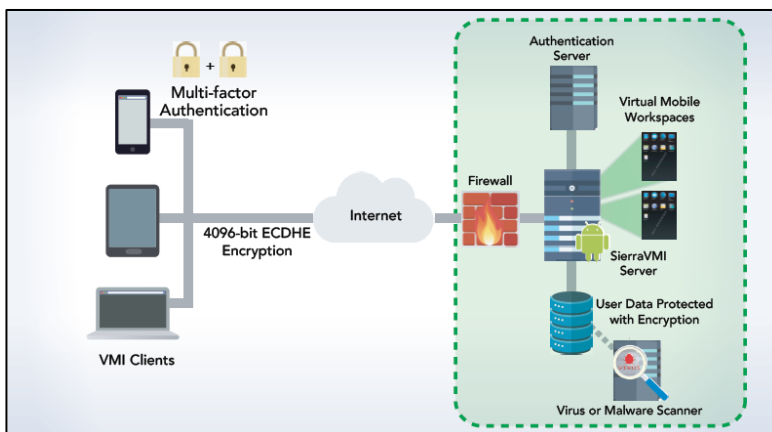 +
Multi-factor
Authentication
4096-bit ECDHE
Encryption
VMI Clients
Internet
Firewall
Authentication
Server
Virtual Mobile
Workspaces
SierraVMI
Server
User Data Protected
with Encryption
Virus or Malware Scanner